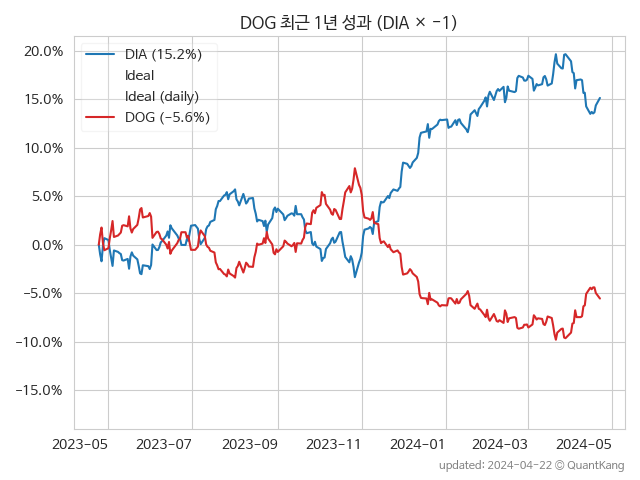 DOG 최근 1년 성과 (DIA × −1)
20.0%
15.0%
10.0%
5.0%
0.0%
−5.0%
−10.0%
−15.0%
DIA (15.2%)
Ideal
Ideal (daily)
DOG (−5.6%)
2023-05 2023-07 2023-09 2023-11 2024-01 2024-03 2024-05
updated: 2024-04-22 © QuantKang